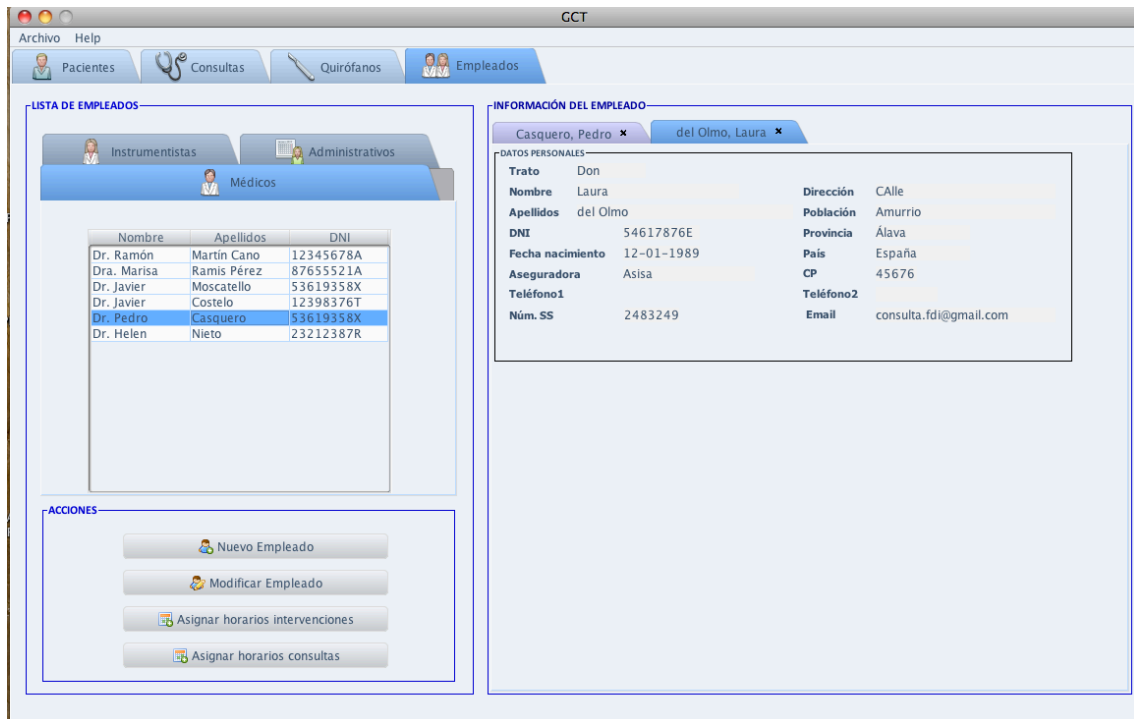 GCT
Archivo Help
Pacientes Consultas Quirófanos Empleados
LISTA DE EMPLEADOS
Instrumentistas Administrativos
Médicos
Nombre Apellidos DNI
Dr. Ramón Martín Cano 12345678A
Dra. Marisa Ramis Pérez 87655521A
Dr. Javier Moscatello 53619358X
Dr. Javier Costelo 12398376T
Dr. Pedro Casquero 53619358X
Dr. Helen Nieto 23212387R
ACCIONES
Nuevo Empleado
Modificar Empleado
Asignar horarios intervenciones
Asignar horarios consultas
INFORMACIÓN DEL EMPLEADO
Casquero, Pedro × del Olmo, Laura ×
DATOS PERSONALES
Trato Don
Nombre Laura Dirección CAlle
Apellidos del Olmo Población Amurrio
DNI 54617876E Provincia Álava
Fecha nacimiento 12-01-1989 País España
Aseguradora Asisa CP 45676
Teléfono1 Teléfono2
Núm. SS 2483249 Email consulta.fdi@gmail.com